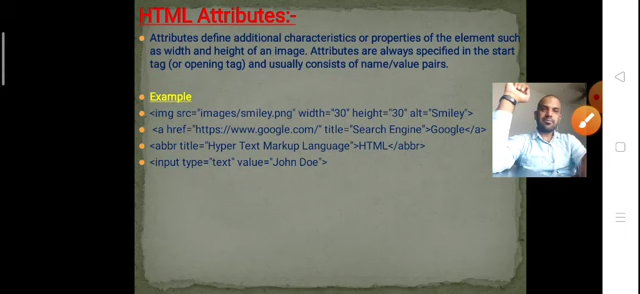 HTML Attributes:-
Attributes define additional characteristics or properties of the element such
as width and height of an image. Attributes are always specified in the start
tag (or opening tag) and usually consists of name/value pairs.
Example
<img src="images/smiley.png" width="30" height="30" alt="Smiley">
<a href="https://www.google.com/" title="Search Engine">Google</a>
<abbr title="Hyper Text Markup Language">HTML</abbr>
<input type="text" value="John Doe">